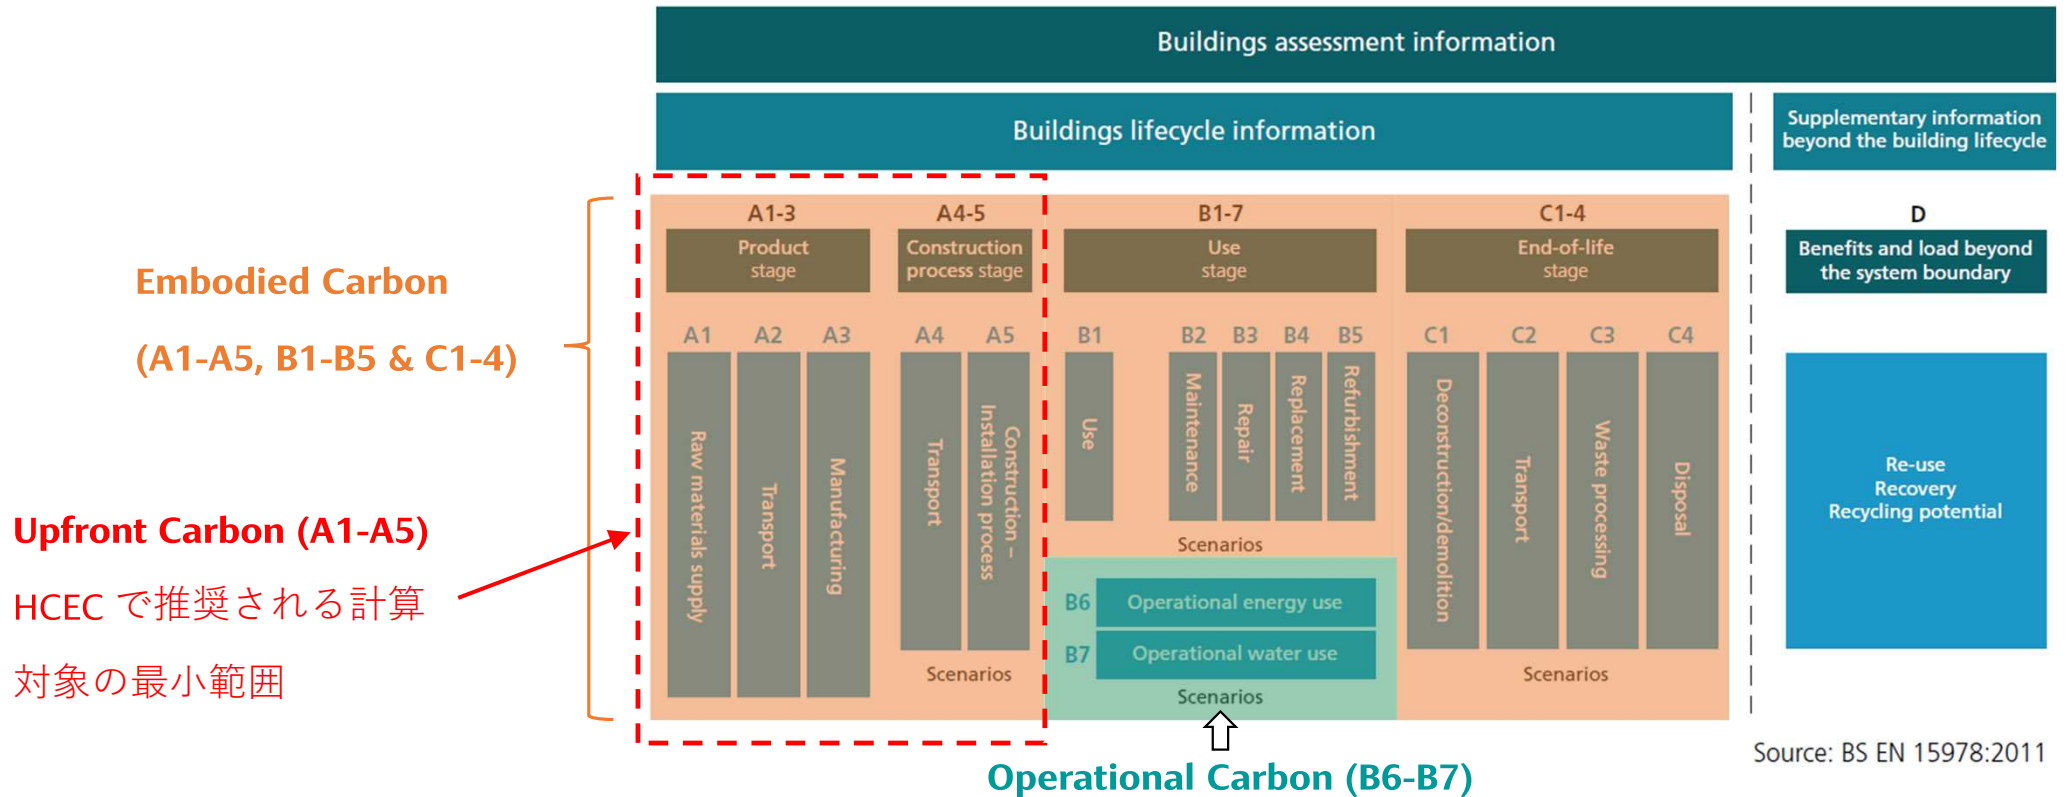 Buildings assessment information
Buildings lifecycle information
Supplementary information
beyond the building lifecycle
Embodied Carbon
(A1-A5, B1-B5 & C1-4)
Upfront Carbon (A1-A5)
HCEC で推奨される計算
対象の最小範囲
A1-3
Product
stage
A1
A2
A3
Raw materials supply
Transport
Manufacturing
A4-5
Construction
process stage
A4
A5
Transport
Construction –
Installation process
Scenarios
B1-7
Use
stage
B1
B2
B3
B4
B5
Use
Maintenance
Repair
Replacement
Refurbishment
Scenarios
B6
Operational energy use
B7
Operational water use
Scenarios
Operational Carbon (B6-B7)
C1-4
End-of-life
stage
C1
C2
C3
C4
Deconstruction/demolition
Transport
Waste processing
Disposal
Scenarios
D
Benefits and load beyond
the system boundary
Re-use
Recovery
Recycling potential
Source: BS EN 15978:2011